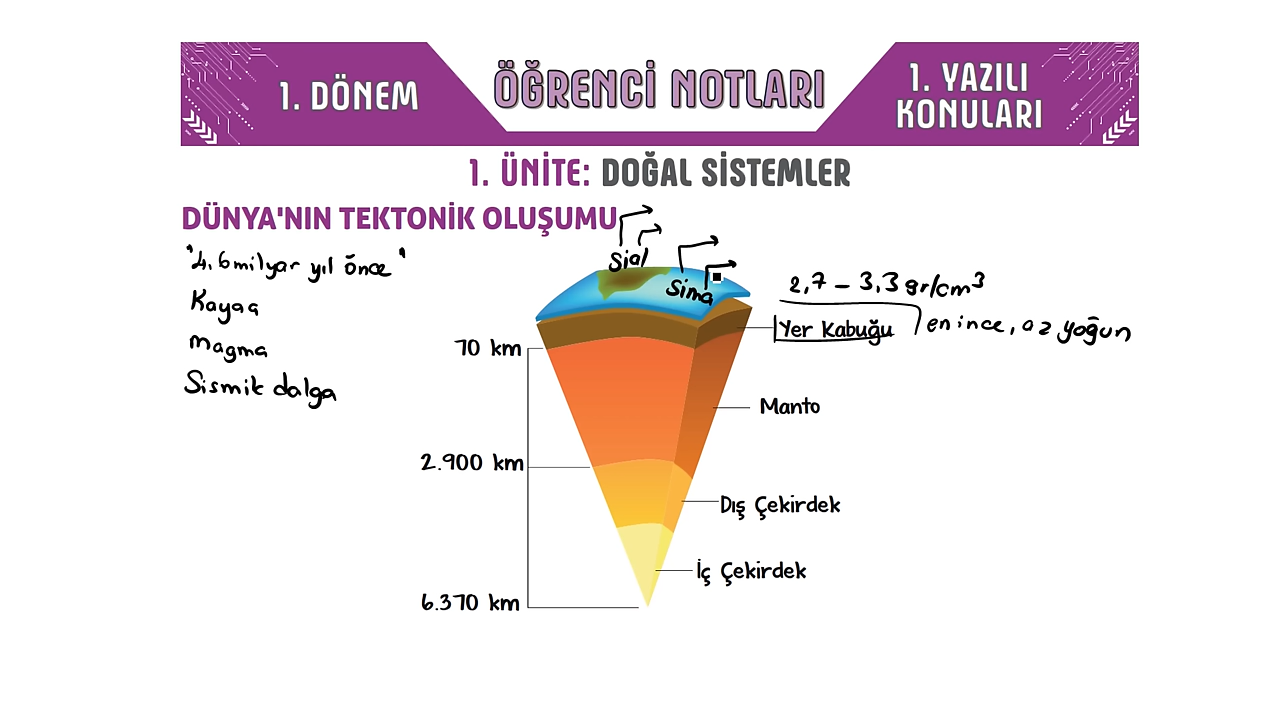 1. DÖNEM
ÖĞRENCİ NOTLARI
1. YAZILI
KONULARI
1. ÜNİTE: DOĞAL SİSTEMLER
DÜNYA'NIN TEKTONİK OLUŞUMU
"4,6 milyar yıl önce"
Kayaç
magma
Sismik dalga
Sial
Sima
2,7 - 3,3 gr/cm³
Yer Kabuğu
en ince, az yoğun
70 km
Manto
2.900 km
Dış Çekirdek
İç Çekirdek
6.370 km